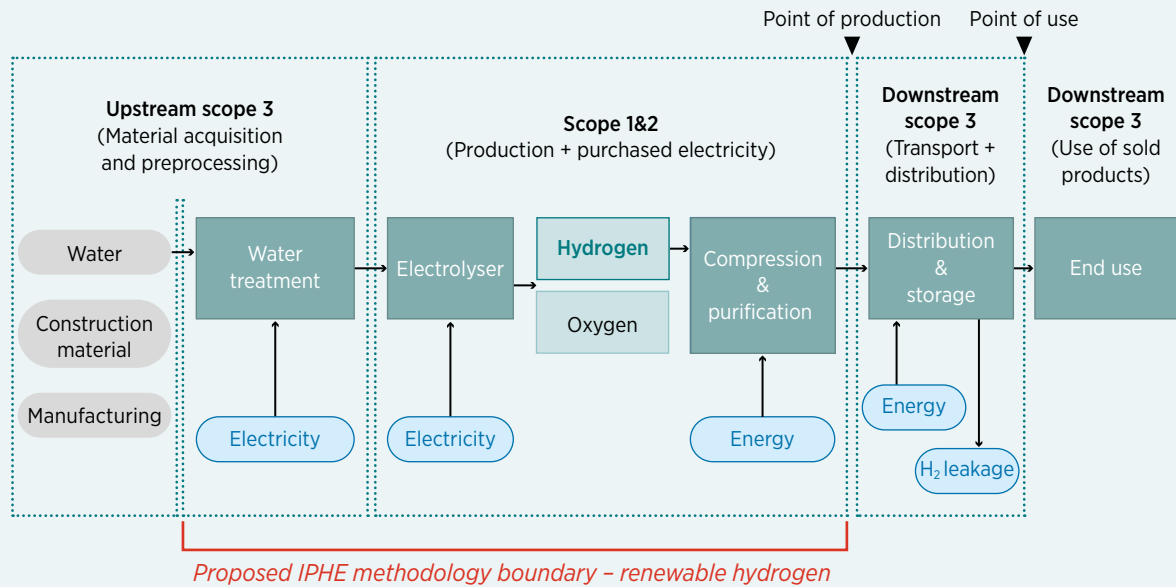 Point of production
Point of use
Upstream scope 3
(Material acquisition
and preprocessing)
Scope 1&2
(Production + purchased electricity)
Downstream
scope 3
(Transport +
distribution)
Downstream
scope 3
(Use of sold
products)
Water
Construction
material
Manufacturing
Water
treatment
Electricity
Electrolyser
Electricity
Hydrogen
Oxygen
Compression
&
purification
Energy
Distribution
&
storage
Energy
H₂ leakage
End use
Proposed IPHE methodology boundary – renewable hydrogen